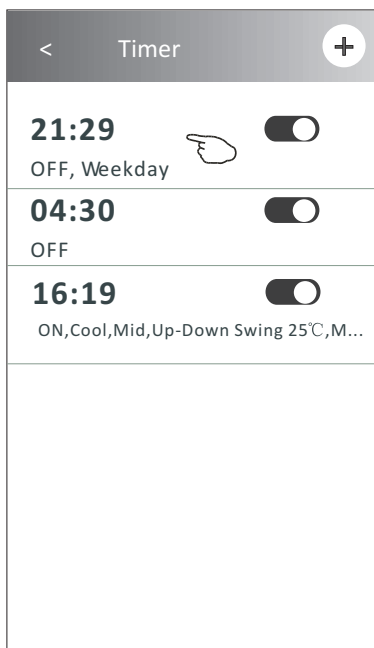 < Timer +
21:29
OFF, Weekday
04:30
OFF
16:19
ON,Cool,Mid,Up-Down Swing 25℃,M...